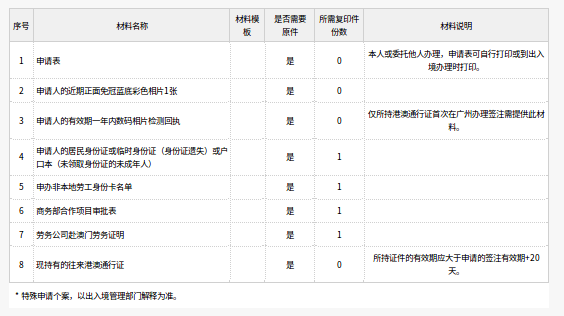 序号 材料名称 材料模板 是否需要原件 所需复印件份数 材料说明
1 申请表 是 0 本人或委托他人办理，申请表可自行打印或到出入境办理时打印。
2 申请人的近期正面免冠蓝底彩色相片1张 是 0
3 申请人的有效期一年内数码相片检测回执 是 0 仅所持港澳通行证首次在广州办理签注需提供此材料。
4 申请人的居民身份证或临时身份证（身份证遗失）或户口本（未领取身份证的未成年人） 是 1
5 申办非本地劳工身份卡名单 是 1
6 商务部合作项目审批表 是 1
7 劳务公司赴澳门劳务证明 是 1
8 现持有的往来港澳通行证 是 0 所持证件的有效期应大于申请的签注有效期+20天。
* 特殊申请个案，以出入境管理部门解释为准。